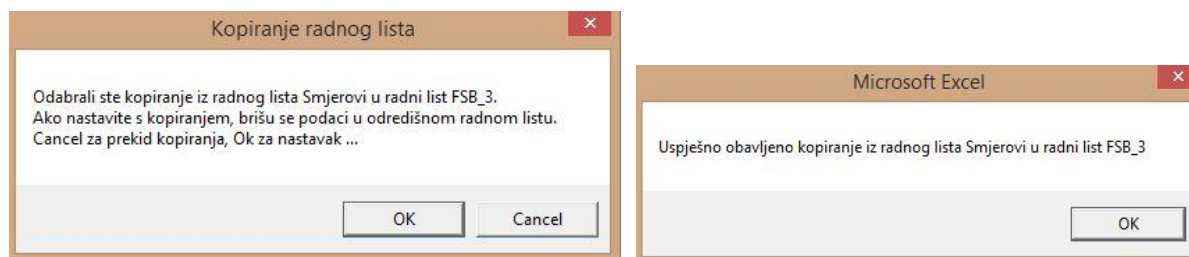 Kopiranje radnog lista
Odabrali ste kopiranje iz radnog lista Smjerovi u radni list FSB_3.
Ako nastavite s kopiranjem, brišu se podaci u odredišnom radnom listu.
Cancel za prekid kopiranja, Ok za nastavak ...
OK
Cancel
Microsoft Excel
Uspješno obavljeno kopiranje iz radnog lista Smjerovi u radni list FSB_3
OK